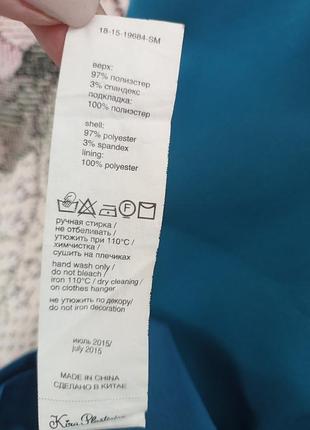 18-15-19684-SM
верх:
97% полиэстер
3% спандекс
подкладка:
100% полиэстер
shell:
97% polyester
3% spandex
lining:
100% polyester
F
ручная стирка/
не отбеливать/
утюжить при 110°C/
химчистка/
сушить на плечиках
hand wash only/
do not bleach/
iron 110°C/ dry cleaning/
on clothes hanger
не утюжить по декору/
do not iron decoration
июль 2015/
july 2015
MADE IN CHINA
СДЕЛАНО В КИТАЕ
Kira Plastinina